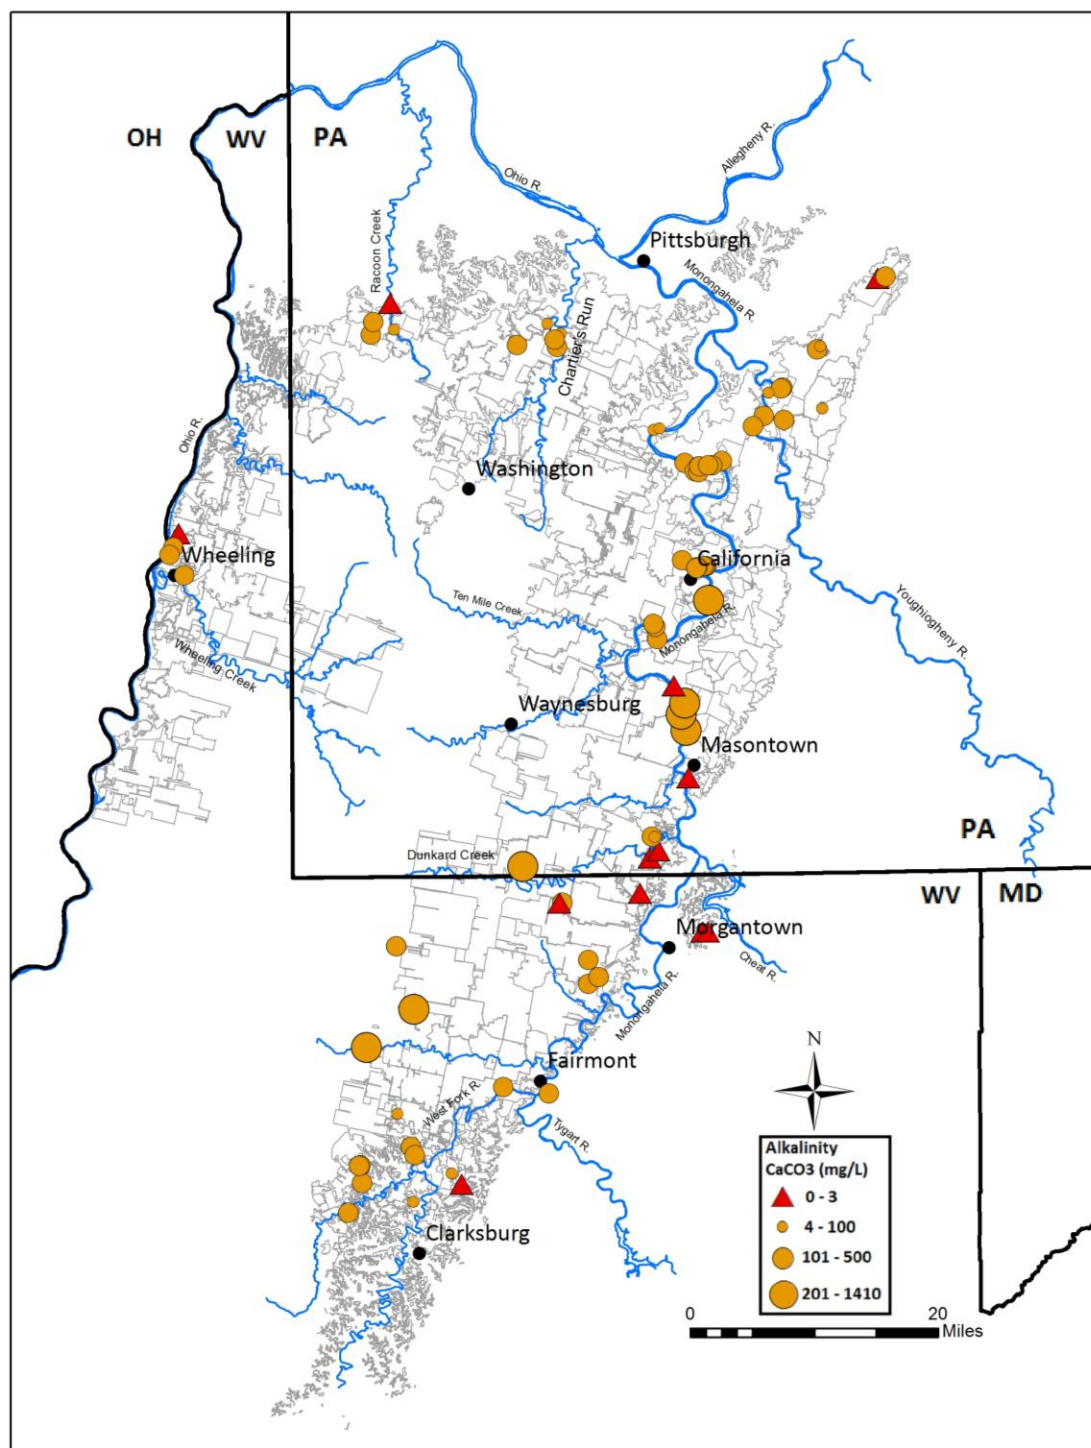 OH
WV
PA
Allegheny R.
Ohio R.
Pittsburgh
Racoon Creek
Monongahela R.
Chartier's Run
Ohio R.
Washington
Wheeling
California
Ten Mile Creek
Monongahela R.
Youghiogheny R.
Wheeling Creek
Waynesburg
Masontown
PA
Dunkard Creek
WV
MD
Morgantown
Cheat R.
Monongahela R.
Fairmont
N
West Fork R.
Tygart R.
Alkalinity
CaCO3 (mg/L)
0 - 3
4 - 100
101 - 500
201 - 1410
Clarksburg
0
20
Miles